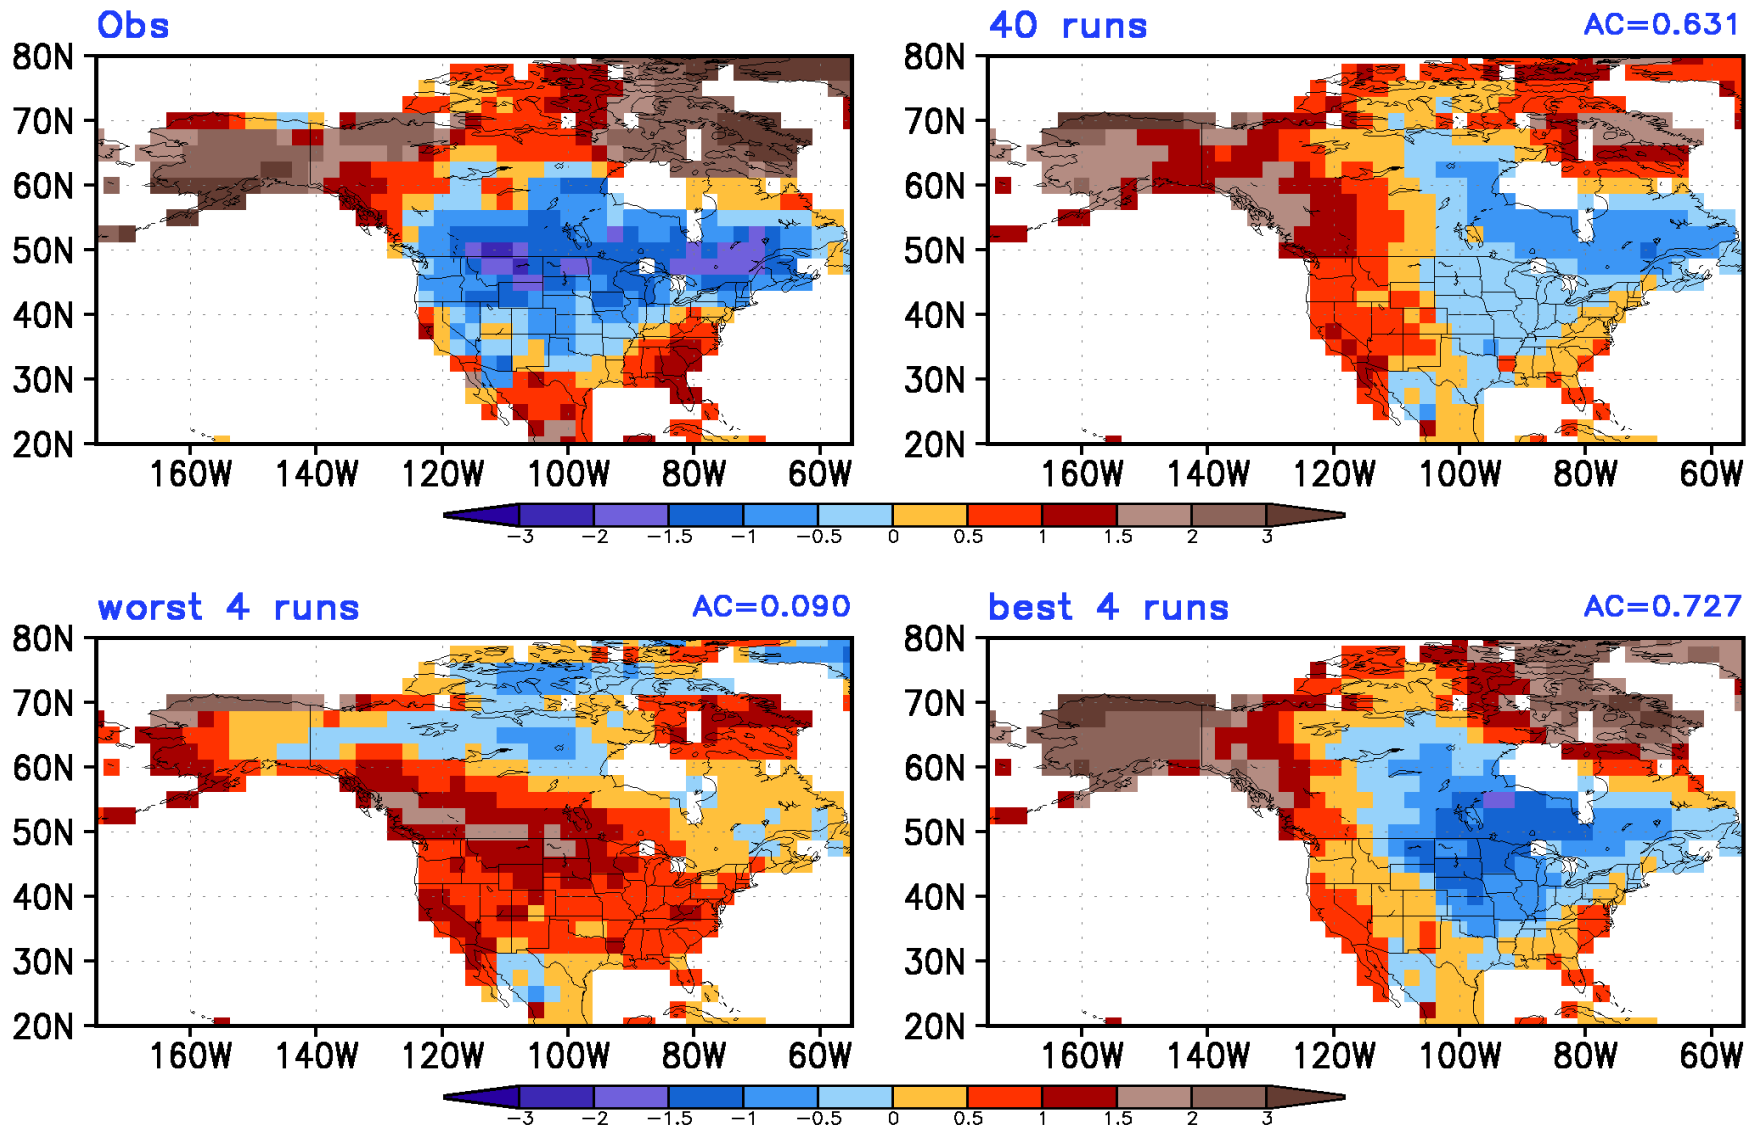 Obs
40 runs AC=0.631
80N 80N
70N 70N
60N 60N
50N 50N
40N 40N
30N 30N
20N 20N
160W 140W 120W 100W 80W 60W 160W 140W 120W 100W 80W 60W
-3 -2 -1.5 -1 -0.5 0 0.5 1 1.5 2 3
worst 4 runs AC=0.090
best 4 runs AC=0.727
80N 80N
70N 70N
60N 60N
50N 50N
40N 40N
30N 30N
20N 20N
160W 140W 120W 100W 80W 60W 160W 140W 120W 100W 80W 60W
-3 -2 -1.5 -1 -0.5 0 0.5 1 1.5 2 3